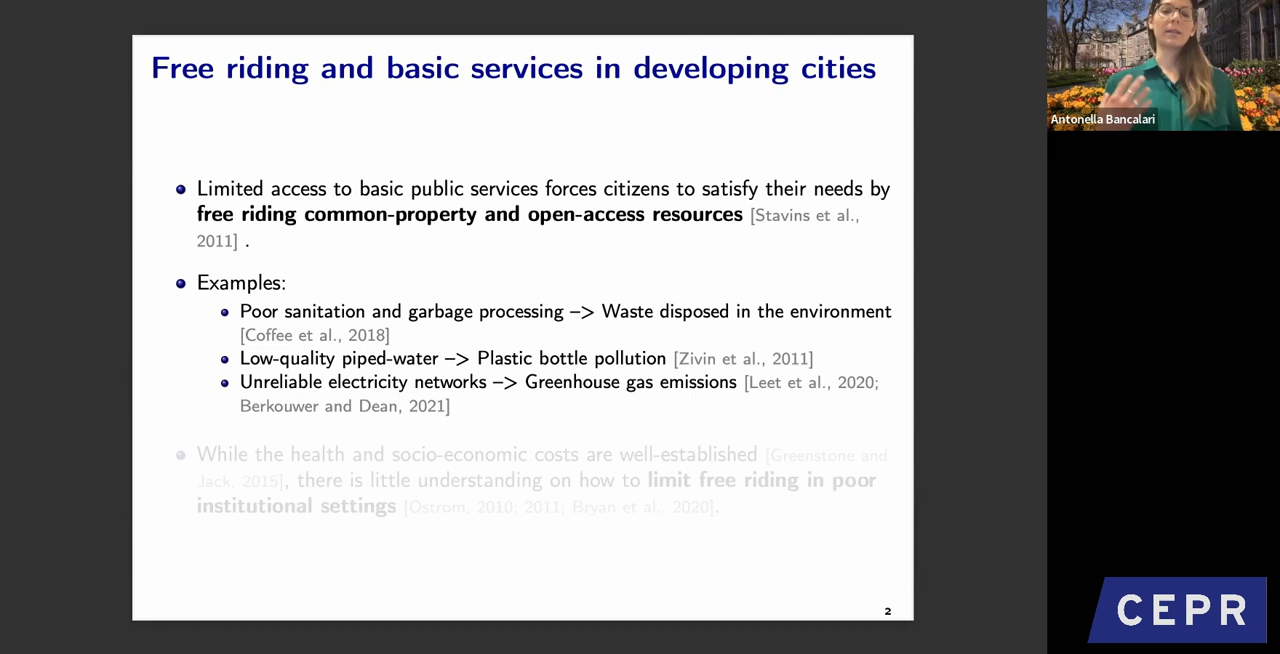 Free riding and basic services in developing cities
Limited access to basic public services forces citizens to satisfy their needs by
free riding common-property and open-access resources [Stavins et al.,
2011] .
Examples:
Poor sanitation and garbage processing –> Waste disposed in the environment
[Coffee et al., 2018]
Low-quality piped-water –> Plastic bottle pollution [Zivin et al., 2011]
Unreliable electricity networks –> Greenhouse gas emissions [Leet et al., 2020;
Berkouwer and Dean, 2021]
While the health and socio-economic costs are well-established [Greenstone and
Jack, 2015], there is little understanding on how to limit free riding in poor
institutional settings [Ostrom, 2010; 2011; Bryan et al., 2020].
2
Antonella Bancalari
CEPR